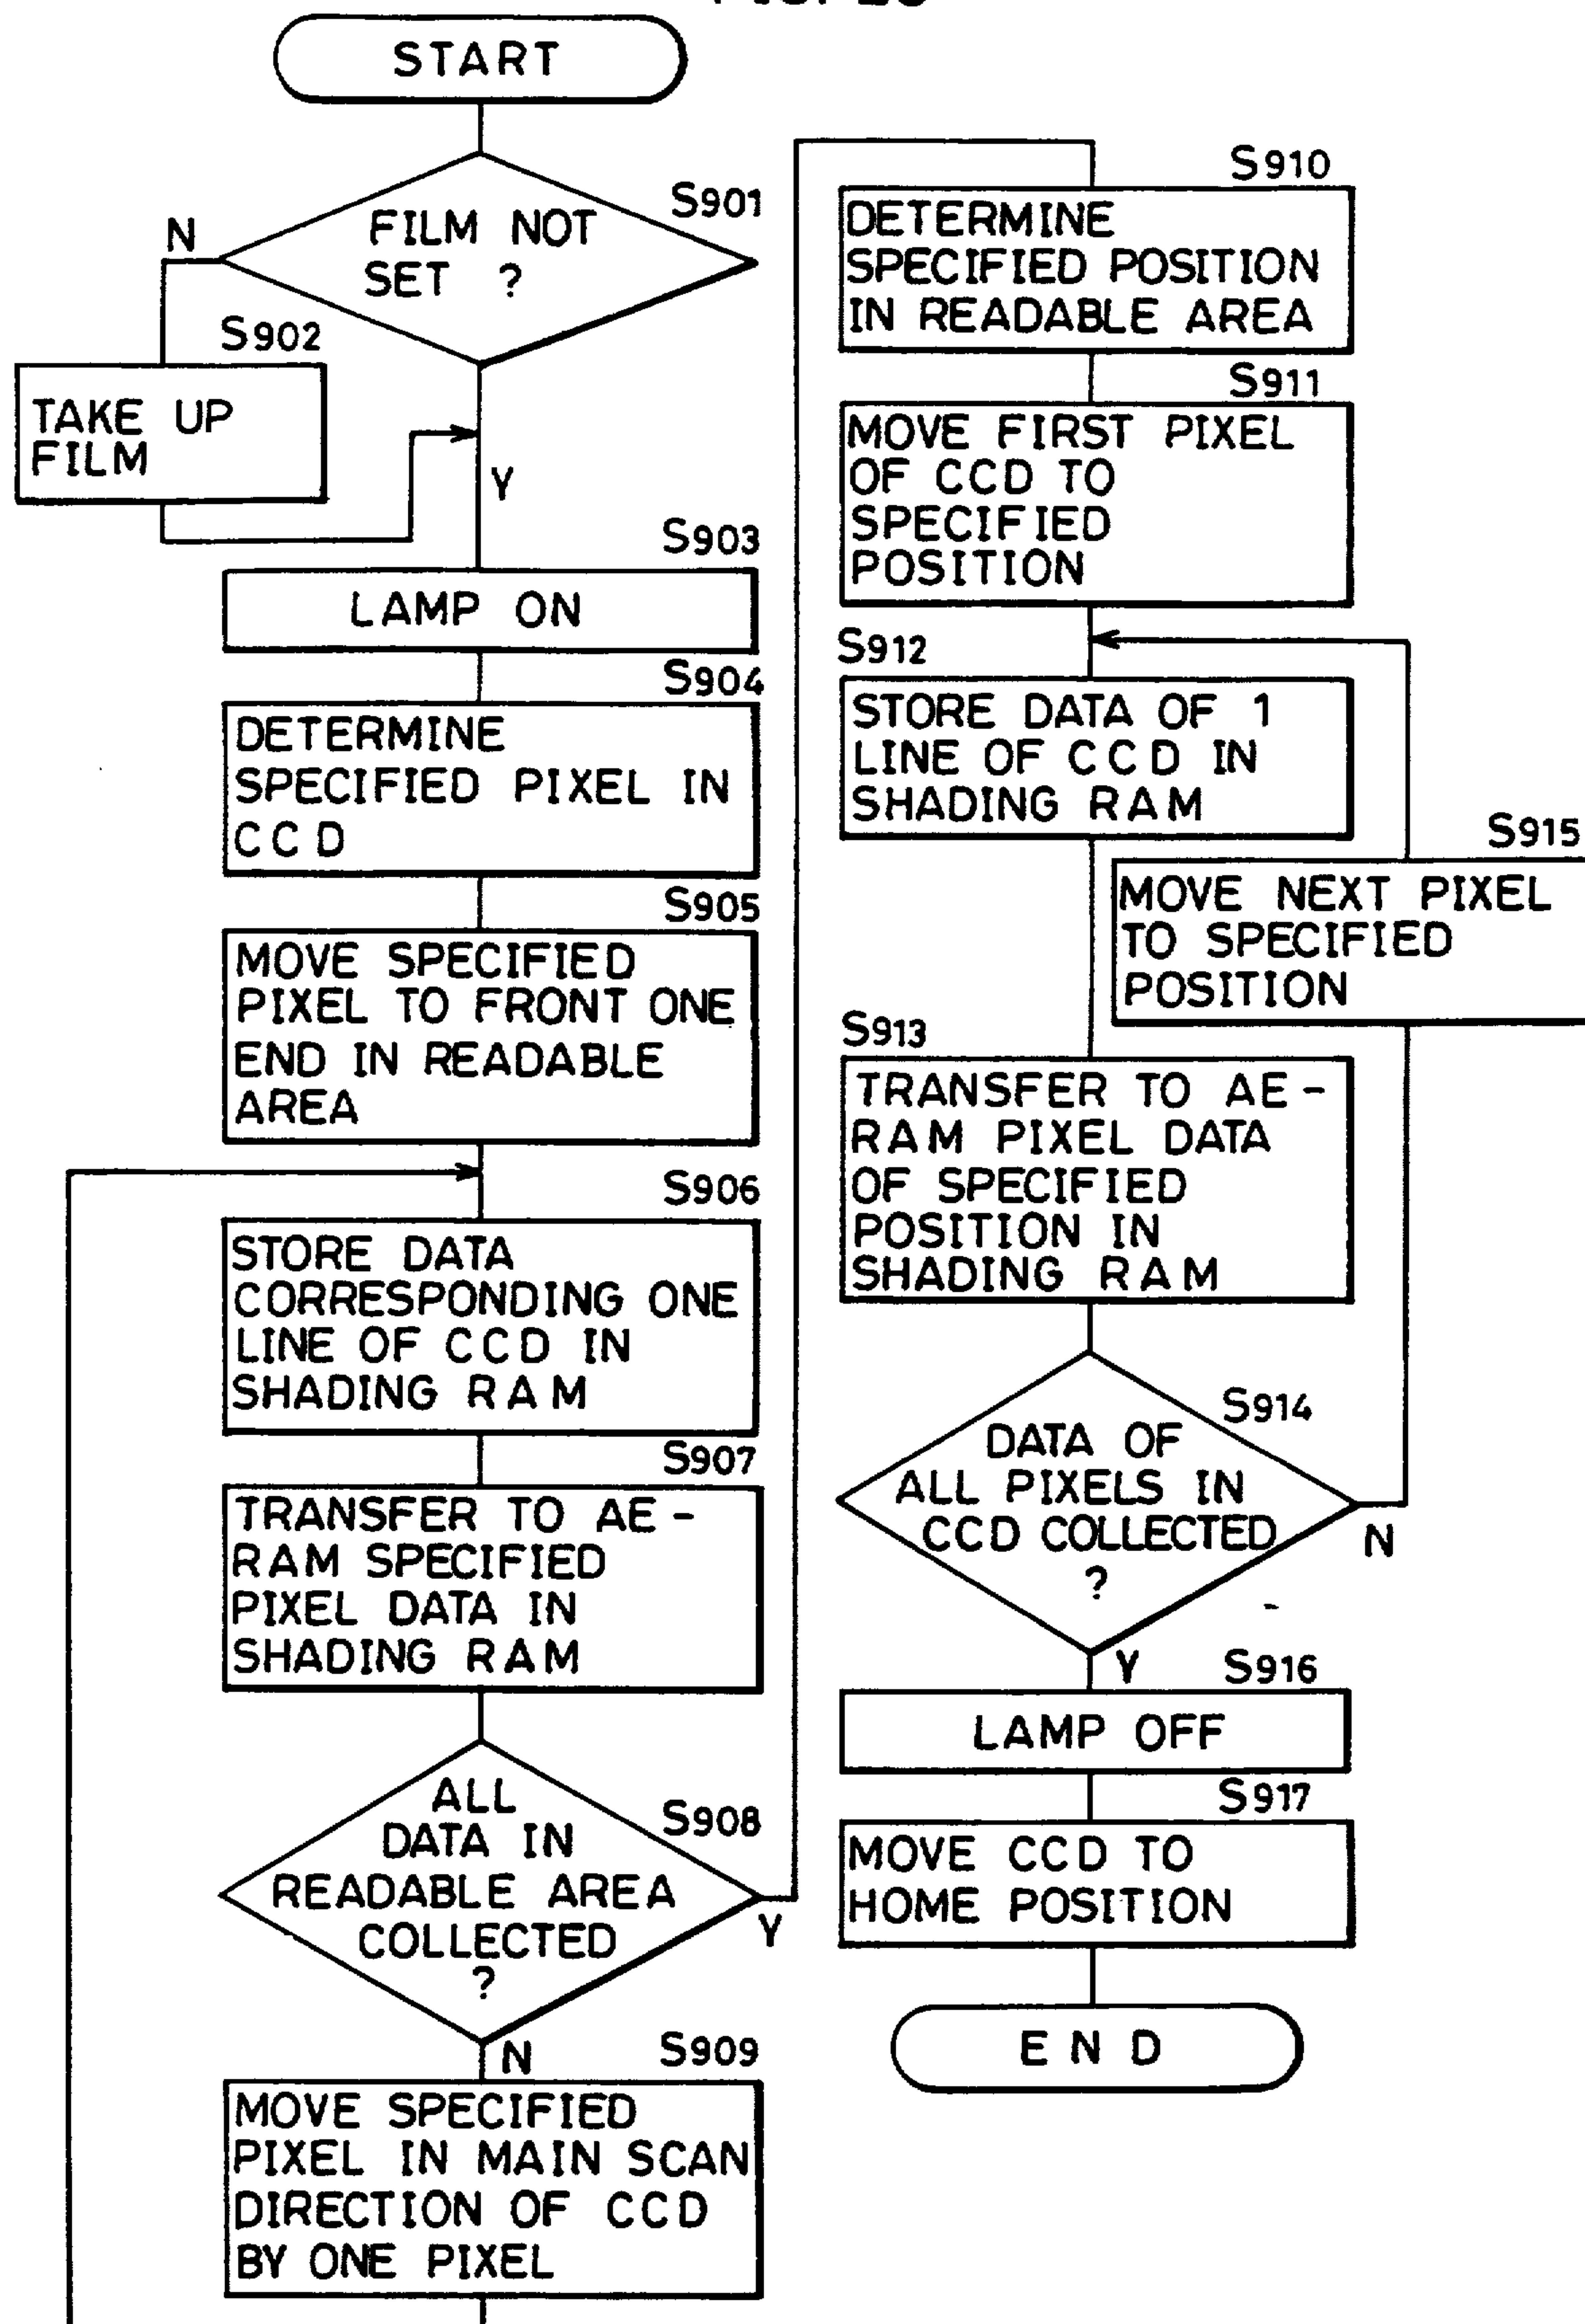 START
S901
N
FILM NOT
SET ?
S902
TAKE UP
FILM
Y
S903
LAMP ON
S904
DETERMINE
SPECIFIED PIXEL IN
CCD
S905
MOVE SPECIFIED
PIXEL TO FRONT ONE
END IN READABLE
AREA
S906
STORE DATA
CORRESPONDING ONE
LINE OF CCD IN
SHADING RAM
S907
TRANSFER TO AE-
RAM SPECIFIED
PIXEL DATA IN
SHADING RAM
S908
ALL
DATA IN
READABLE AREA
COLLECTED
?
Y
N
S909
MOVE SPECIFIED
PIXEL IN MAIN SCAN
DIRECTION OF CCD
BY ONE PIXEL
S910
DETERMINE
SPECIFIED POSITION
IN READABLE AREA
S911
MOVE FIRST PIXEL
OF CCD TO
SPECIFIED
POSITION
S912
STORE DATA OF 1
LINE OF CCD IN
SHADING RAM
S915
MOVE NEXT PIXEL
TO SPECIFIED
POSITION
S913
TRANSFER TO AE-
RAM PIXEL DATA
OF SPECIFIED
POSITION IN
SHADING RAM
S914
DATA OF
ALL PIXELS IN
CCD COLLECTED
?
N
Y
S916
LAMP OFF
S917
MOVE CCD TO
HOME POSITION
END